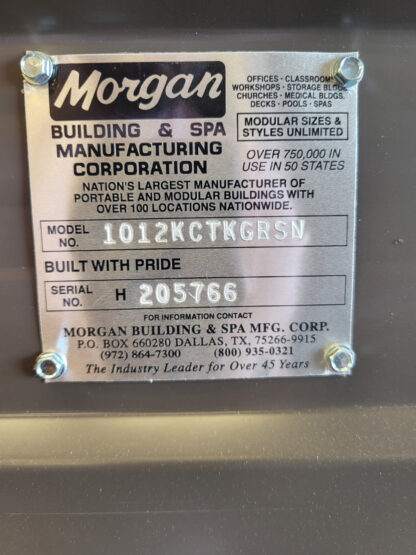 Morgan
OFFICES · CLASSROOMS
WORKSHOPS · STORAGE BLDGS.
CHURCHES · MEDICAL BLDGS.
DECKS · POOLS · SPAS
MODULAR SIZES &
STYLES UNLIMITED
BUILDING & SPA
MANUFACTURING
CORPORATION
OVER 750,000 IN
USE IN 50 STATES
NATION'S LARGEST MANUFACTURER OF
PORTABLE AND MODULAR BUILDINGS WITH
OVER 100 LOCATIONS NATIONWIDE.
MODEL NO. 1012KCTKGRSN
BUILT WITH PRIDE
SERIAL NO. H 205766
FOR INFORMATION CONTACT
MORGAN BUILDING & SPA MFG. CORP.
P.O. BOX 660280 DALLAS, TX, 75266-9915
(972) 864-7300 (800) 935-0321
The Industry Leader for Over 45 Years